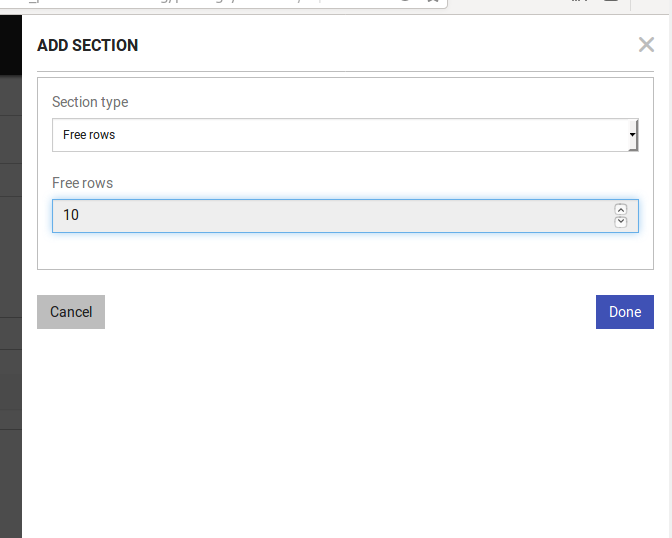 ADD SECTION
Section type
Free rows
Free rows
10
Cancel
Done